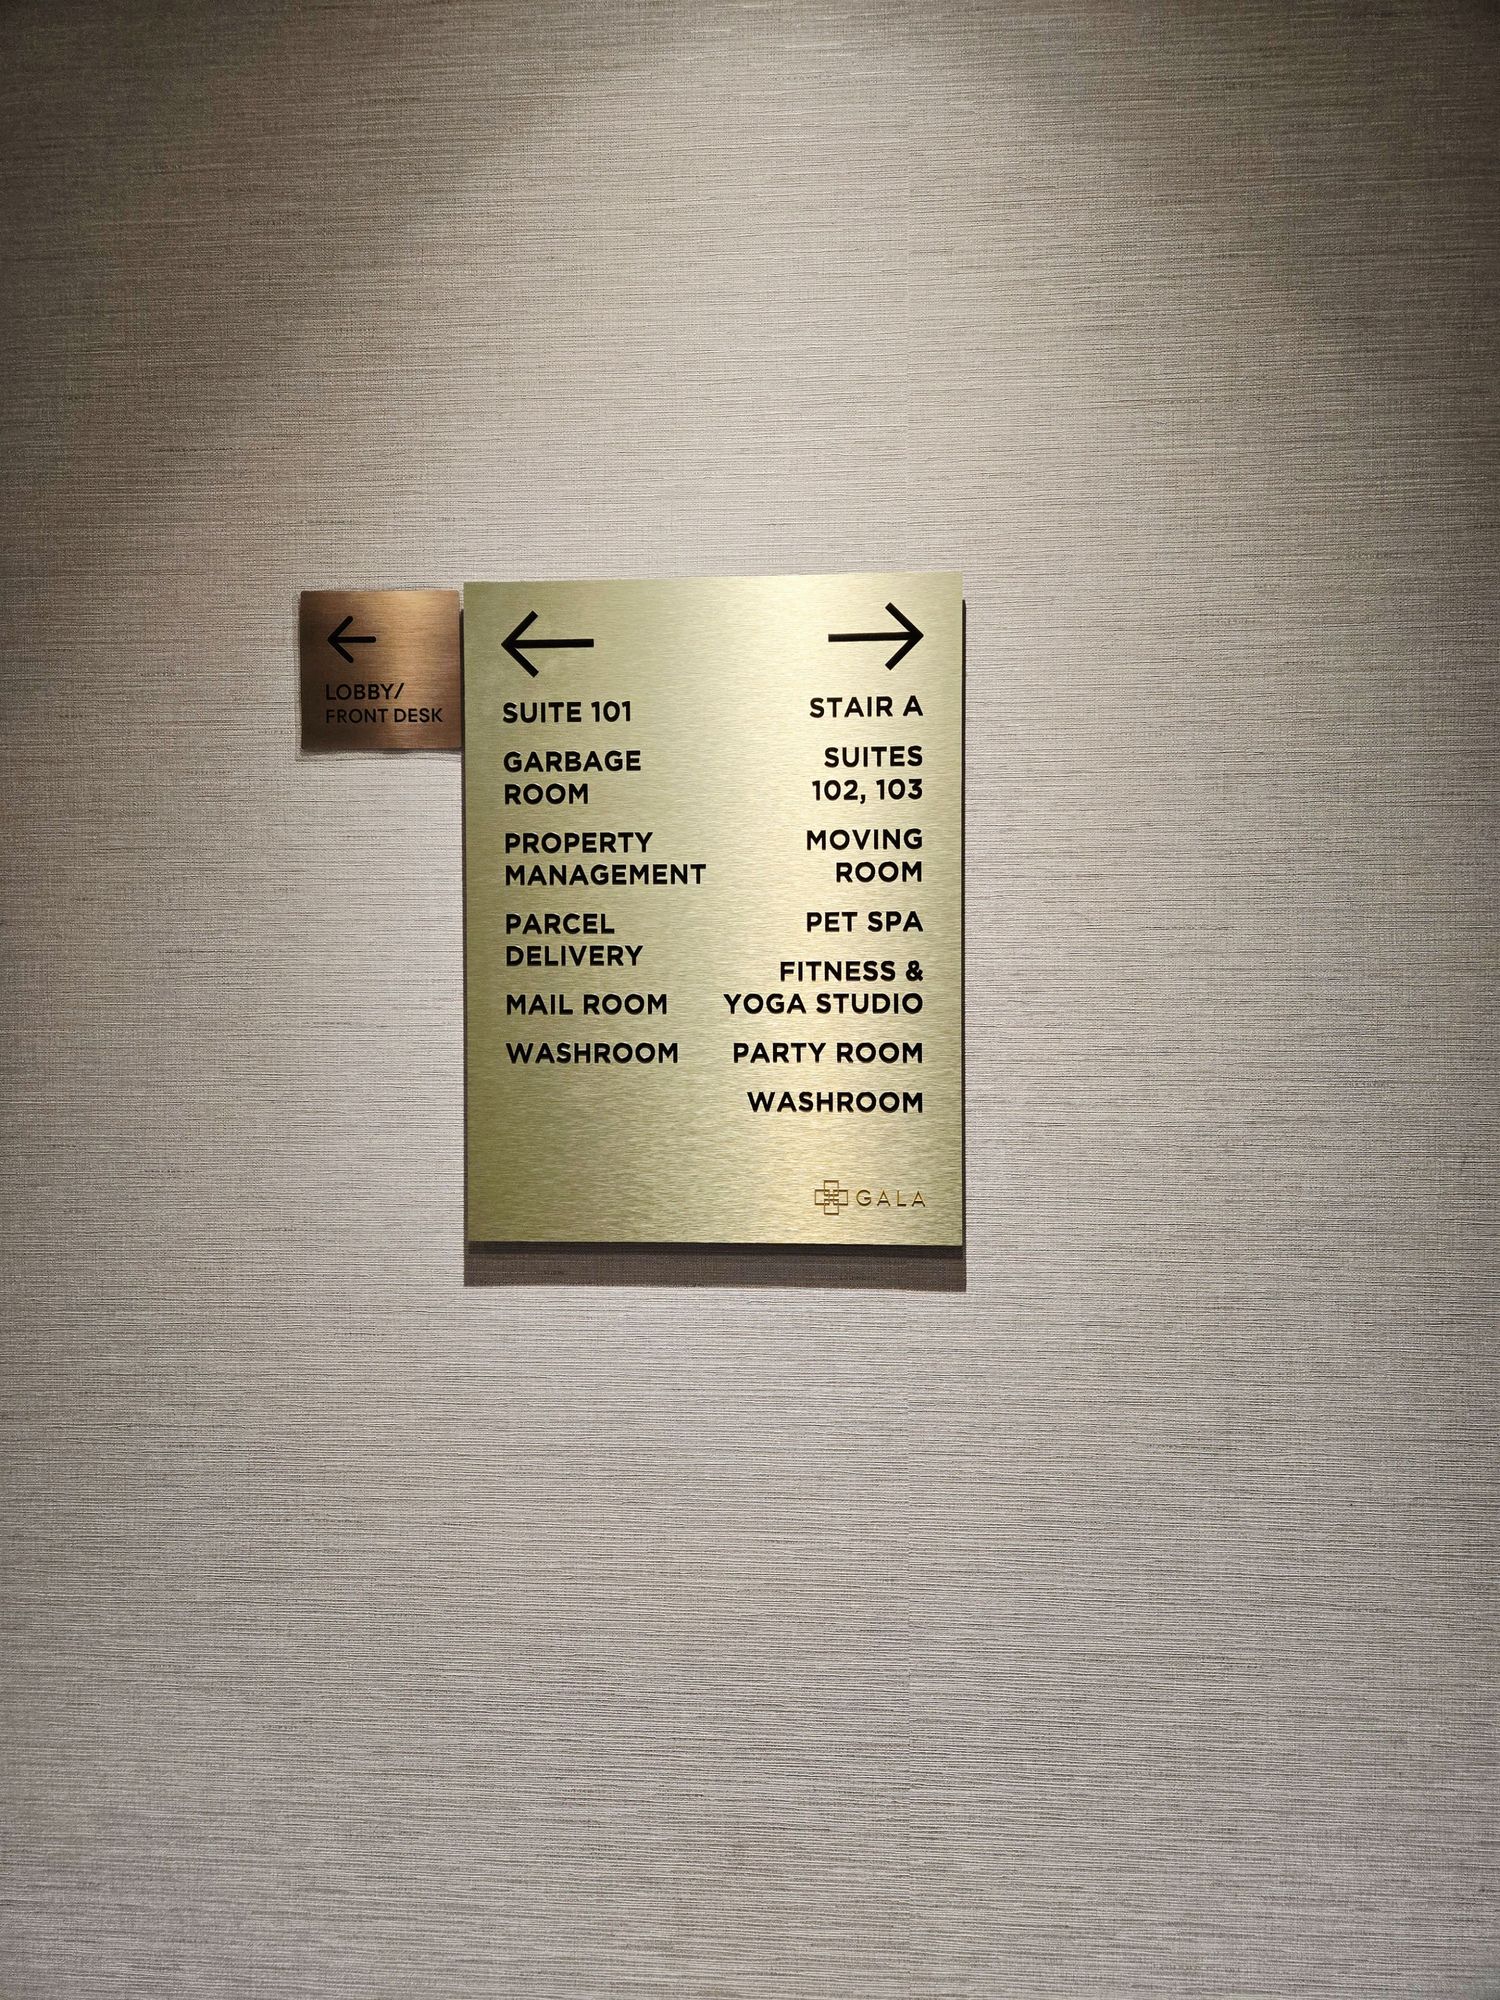 LOBBY/
FRONT DESK
SUITE 101
GARBAGE
ROOM
PROPERTY
MANAGEMENT
PARCEL
DELIVERY
MAIL ROOM
WASHROOM
STAIR A
SUITES
102, 103
MOVING
ROOM
PET SPA
FITNESS &
YOGA STUDIO
PARTY ROOM
WASHROOM
GALA